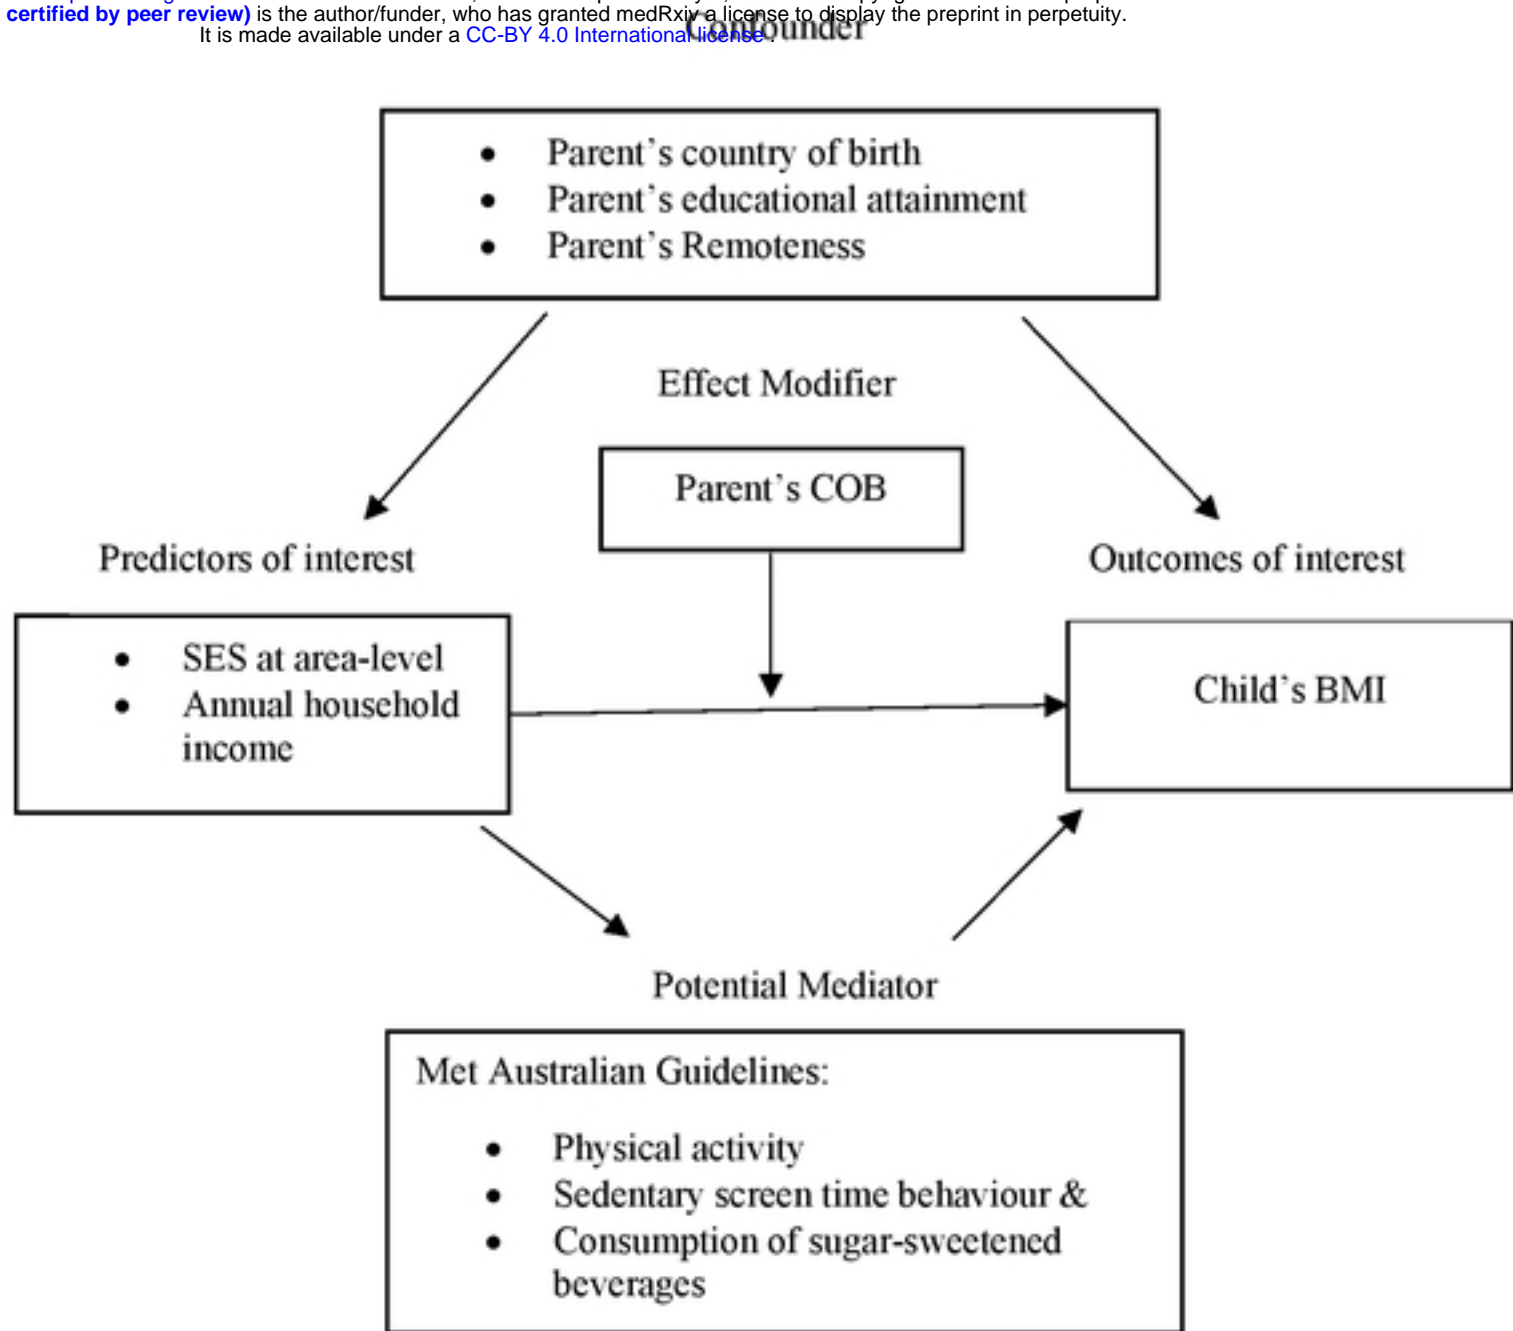 certified by peer review) is the author/funder, who has granted medRxiv a license to display the preprint in perpetuity.
It is made available under a CC-BY 4.0 International license .
Confounder
• Parent's country of birth
• Parent's educational attainment
• Parent's Remoteness
Effect Modifier
Parent's COB
Predictors of interest
Outcomes of interest
• SES at area-level
• Annual household
income
Child's BMI
Potential Mediator
Met Australian Guidelines:
• Physical activity
• Sedentary screen time behaviour &
• Consumption of sugar-sweetened
beverages